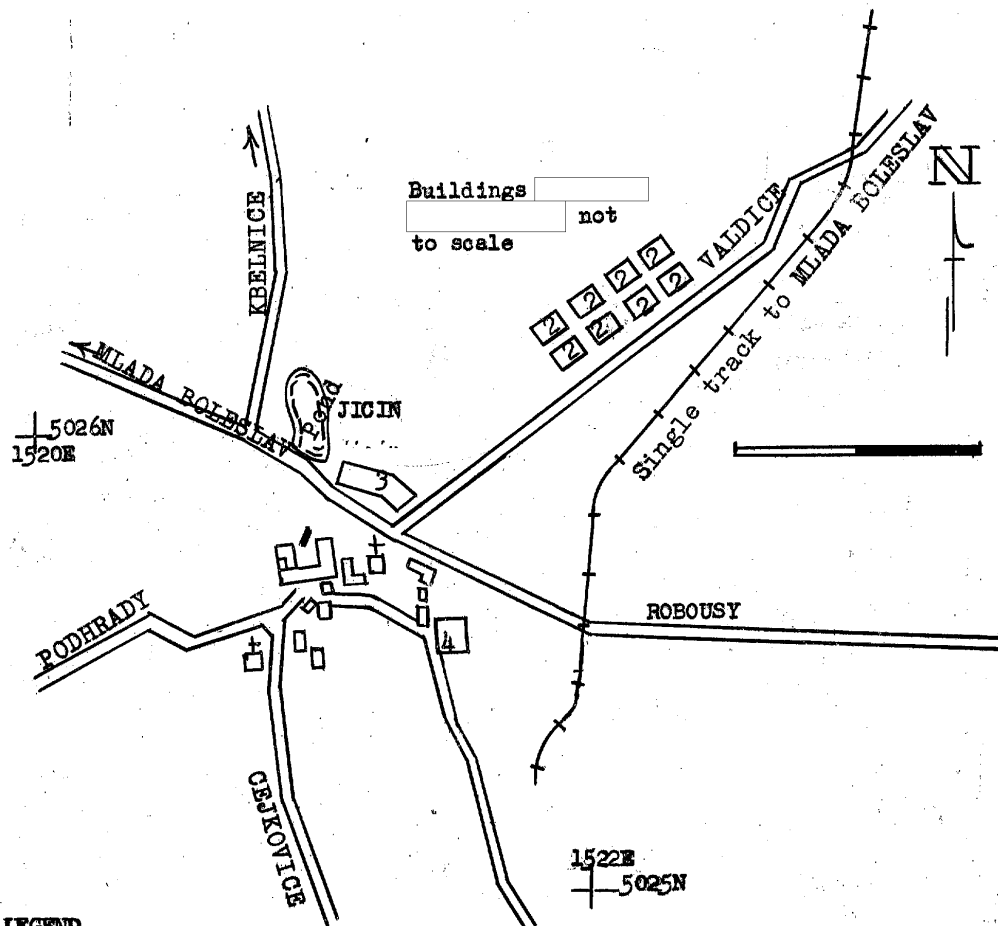 N
Buildings
not
to scale
KBELNICE
VALDICE
2 2 2 2
2 2 2 2
Single track to MLADA BOLESLAV
MLADA BOLESLAV
Pond
JICIN
5026N
1520E
3
ROBOUSY
PODHRADY
4
CEJKOVICE
1522E
5025N
LEGEND